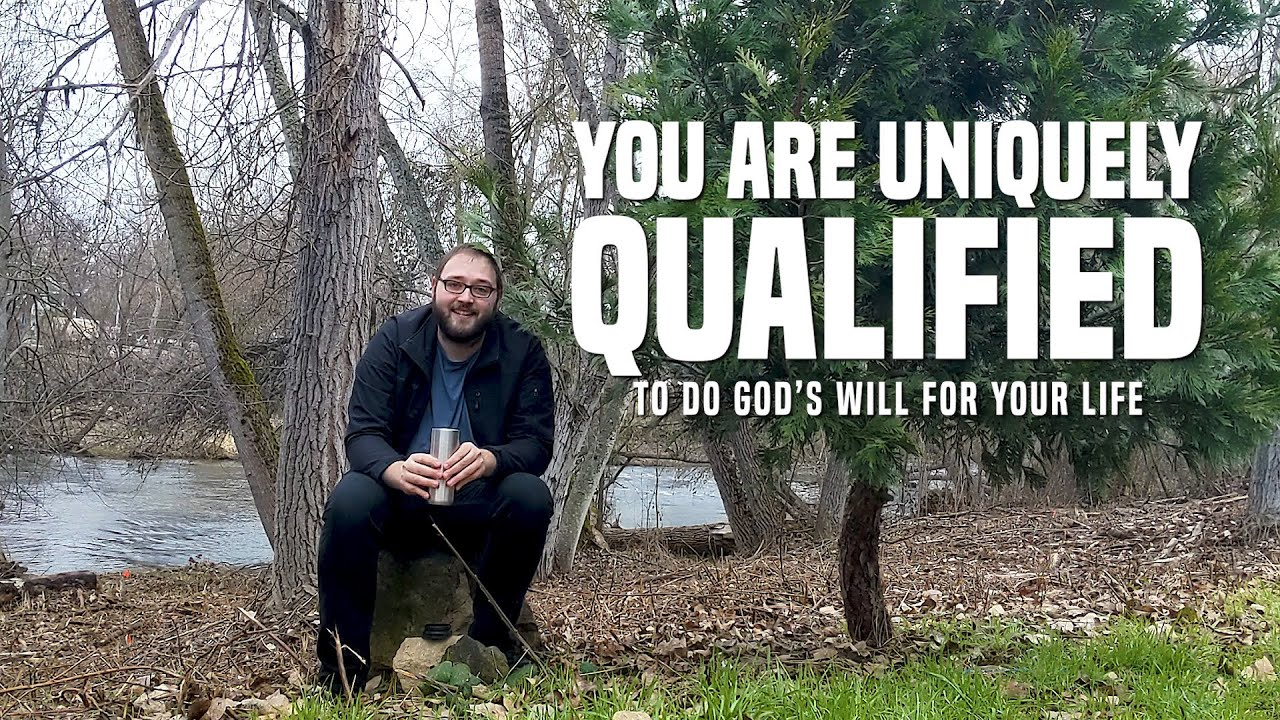 YOU ARE UNIQUELY
QUALIFIED
TO DO GOD'S WILL FOR YOUR LIFE